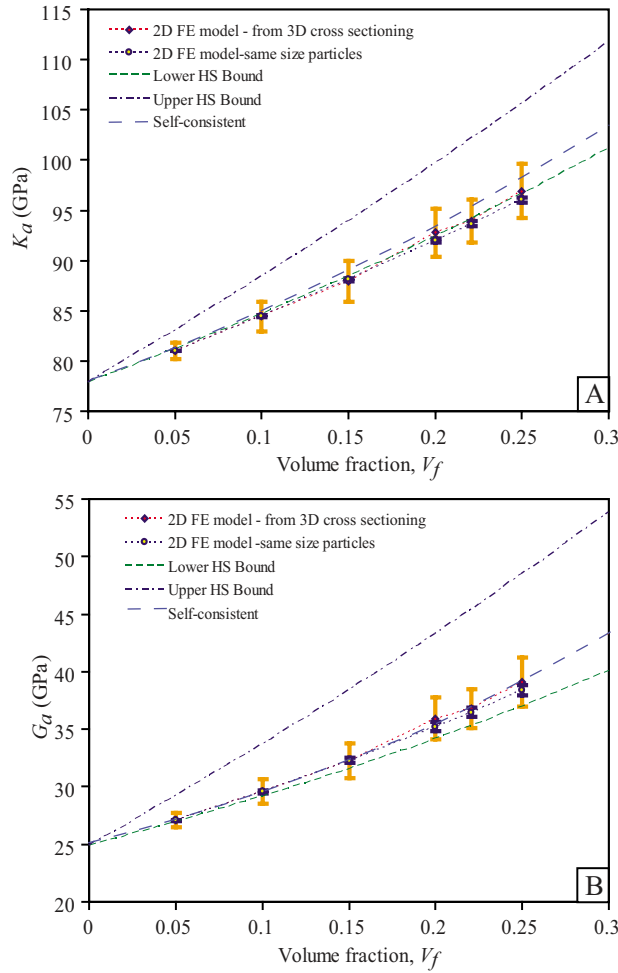 115
110
105
100
95
90
85
80
75
K_a (GPa)
2D FE model - from 3D cross sectioning
2D FE model-same size particles
Lower HS Bound
Upper HS Bound
Self-consistent
A
0 0.05 0.1 0.15 0.2 0.25 0.3
Volume fraction, V_f
55
50
45
40
35
30
25
20
G_a (GPa)
2D FE model - from 3D cross sectioning
2D FE model -same size particles
Lower HS Bound
Upper HS Bound
Self-consistent
B
0 0.05 0.1 0.15 0.2 0.25 0.3
Volume fraction, V_f